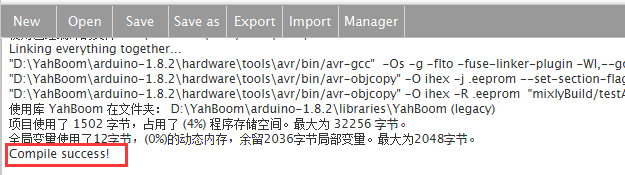 New Open Save Save as Export Import Manager
Linking everything together...
"D:\YahBoom\arduino-1.8.2\hardware\tools\avr/bin/avr-gcc" -Os -g -flto -fuse-linker-plugin -Wl,--g
"D:\YahBoom\arduino-1.8.2\hardware\tools\avr/bin/avr-objcopy" -O ihex -j .eeprom --set-section-flag
"D:\YahBoom\arduino-1.8.2\hardware\tools\avr/bin/avr-objcopy" -O ihex -R .eeprom "mixlyBuild/testA
使用库 YahBoom 在文件夹： D:\YahBoom\arduino-1.8.2\libraries\YahBoom (legacy)
项目使用了 1502 字节，占用了 (4%) 程序存储空间。最大为 32256 字节。
全局变量使用了12字节，(0%)的动态内存，余留2036字节局部变量。最大为2048字节。
Compile success!